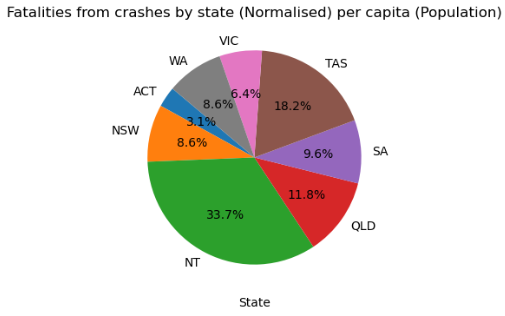 Fatalities from crashes by state (Normalised) per capita (Population)
VIC
TAS
WA
ACT
NSW
SA
QLD
NT
6.4%
18.2%
8.6%
3.1%
8.6%
9.6%
11.8%
33.7%
State